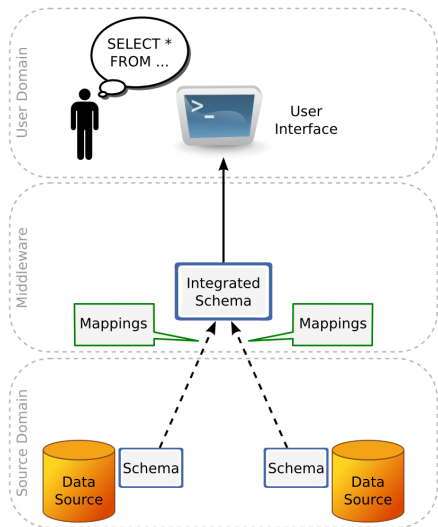 User Domain
SELECT *
FROM ...
>_
User
Interface
Middleware
Integrated
Schema
Mappings
Mappings
Source Domain
Schema
Schema
Data
Source
Data
Source